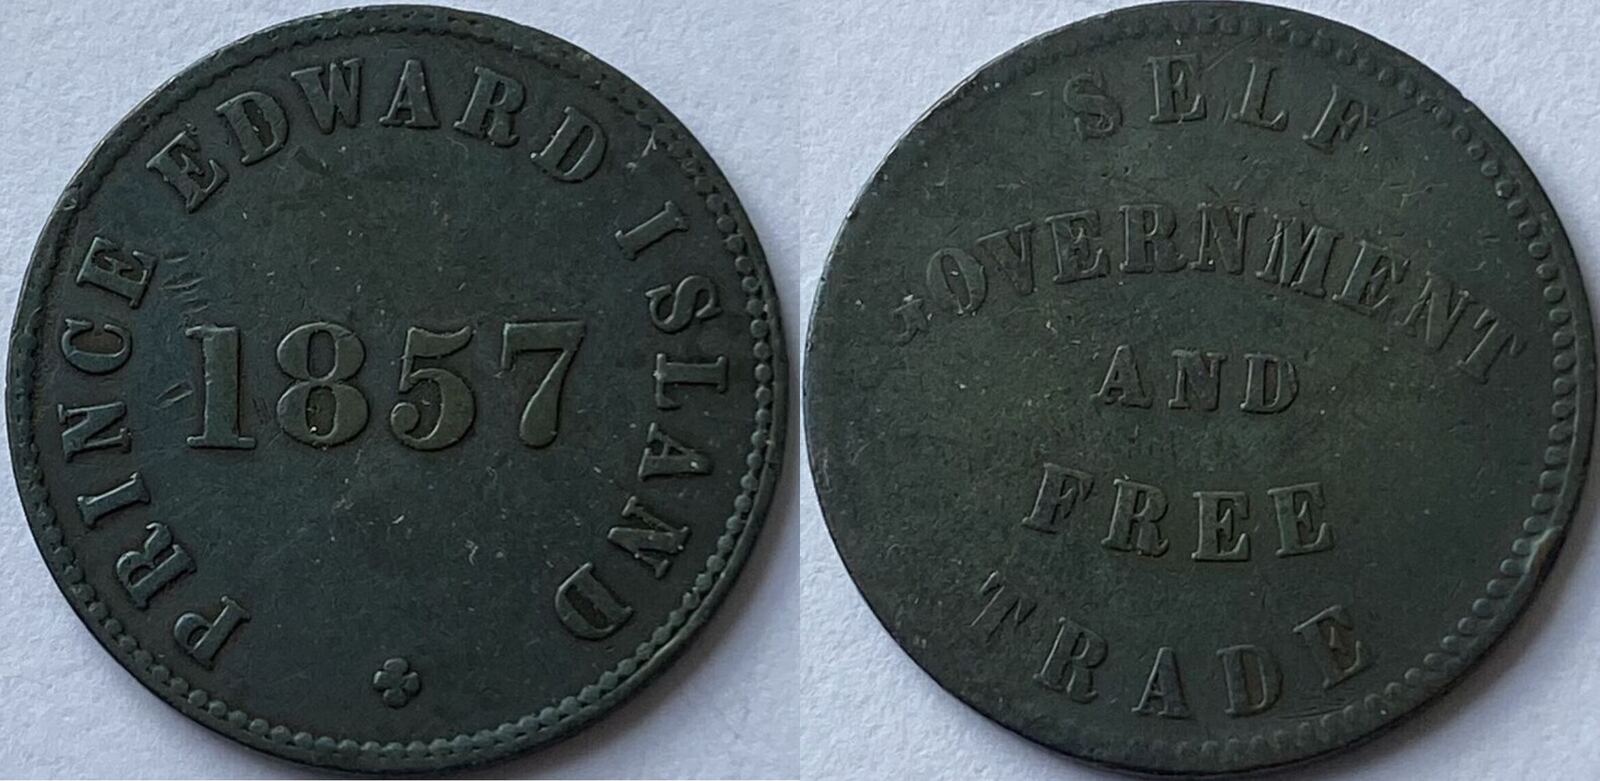 PRINCE EDWARD ISLAND
1857
SELF
GOVERNMENT
AND
FREE
TRADE